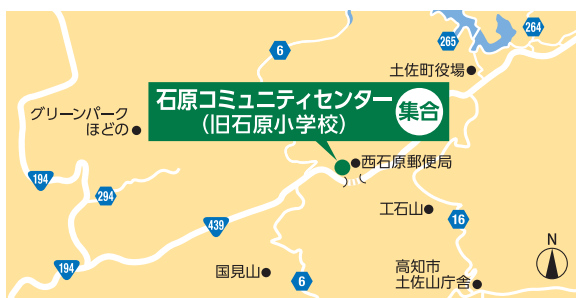 264
265
6
土佐町役場
石原コミュニティセンター
(旧石原小学校)
集合
グリーンパーク
ほどの
西石原郵便局
194
294
439
工石山
16
N
194
国見山
6
高知市
土佐山庁舎